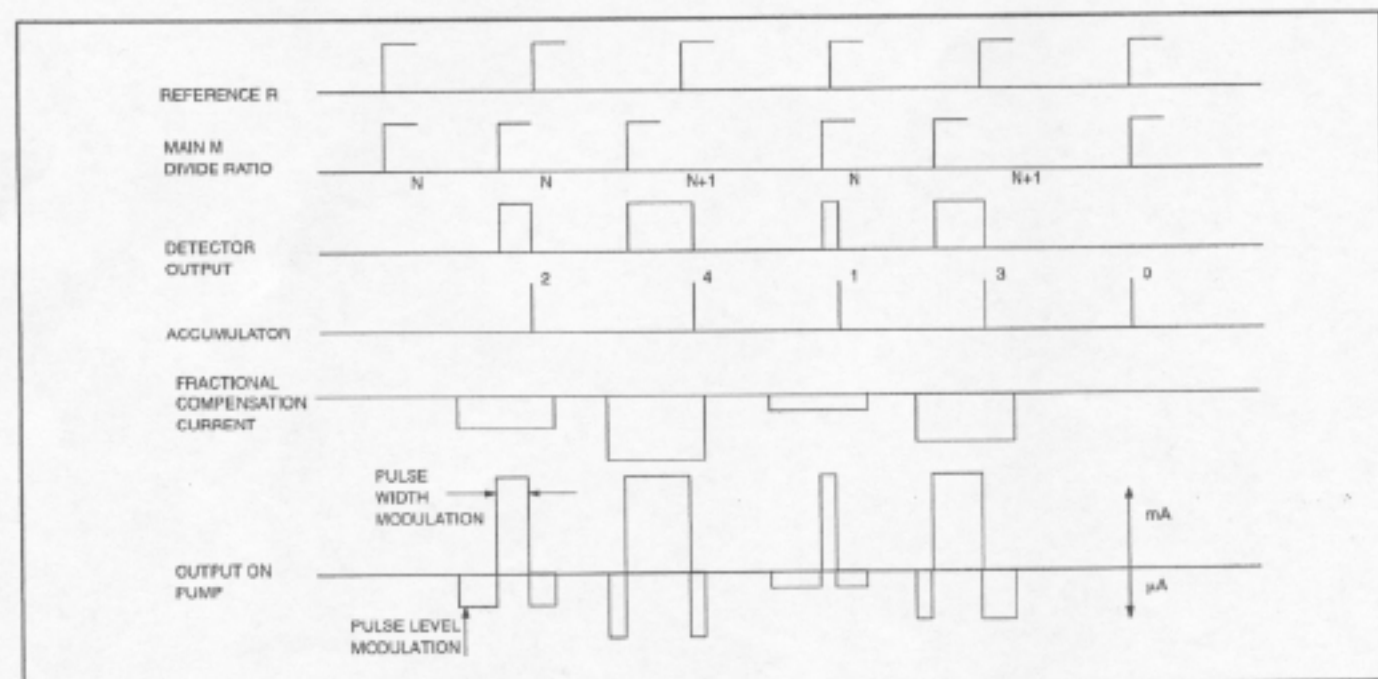 REFERENCE R
MAIN M
DIVIDE RATIO
N
N
N+1
N
N+1
DETECTOR
OUTPUT
2
4
1
3
0
ACCUMULATOR
FRACTIONAL
COMPENSATION
CURRENT
PULSE
WIDTH
MODULATION
mA
OUTPUT ON
PUMP
μA
PULSE LEVEL
MODULATION